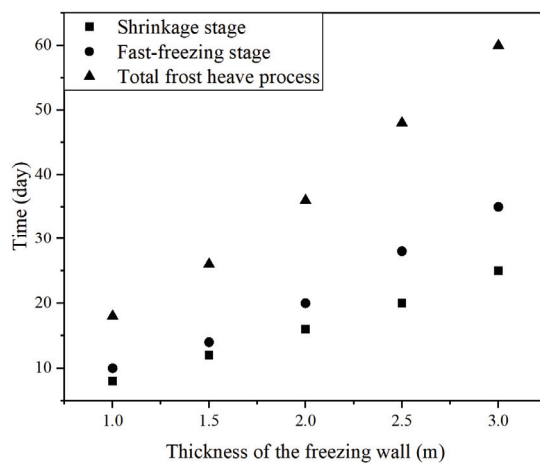 Shrinkage stage
Fast-freezing stage
Total frost heave process
60
50
40
30
20
10
Time (day)
1.0 1.5 2.0 2.5 3.0
Thickness of the freezing wall (m)